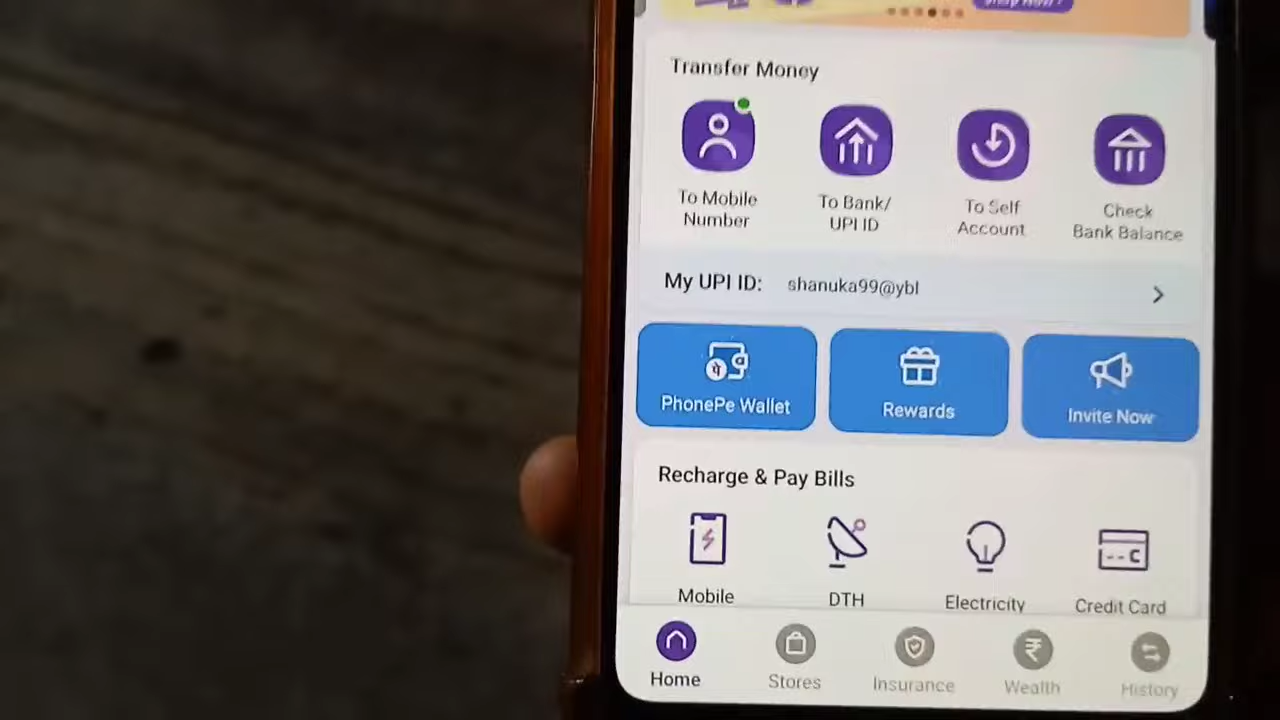 Shop Now
Transfer Money
To Mobile
Number
To Bank/
UPI ID
To Self
Account
Check
Bank Balance
My UPI ID: shanuka99@ybl
पे
PhonePe Wallet
Rewards
Invite Now
Recharge & Pay Bills
Mobile
DTH
Electricity
Credit Card
Home
Stores
Insurance
₹
Wealth
History